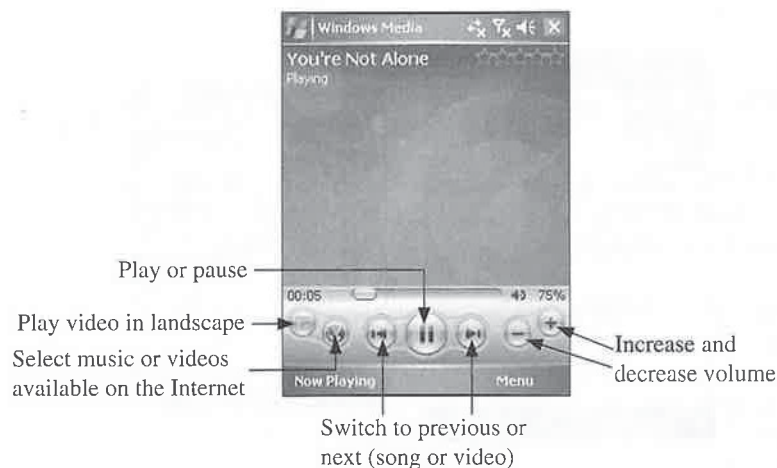 Windows Media
You're Not Alone
Playing
Play or pause
00:05
75%
Play video in landscape
Select music or videos
available on the Internet
Increase and
decrease volume
Now Playing
Menu
Switch to previous or
next (song or video)